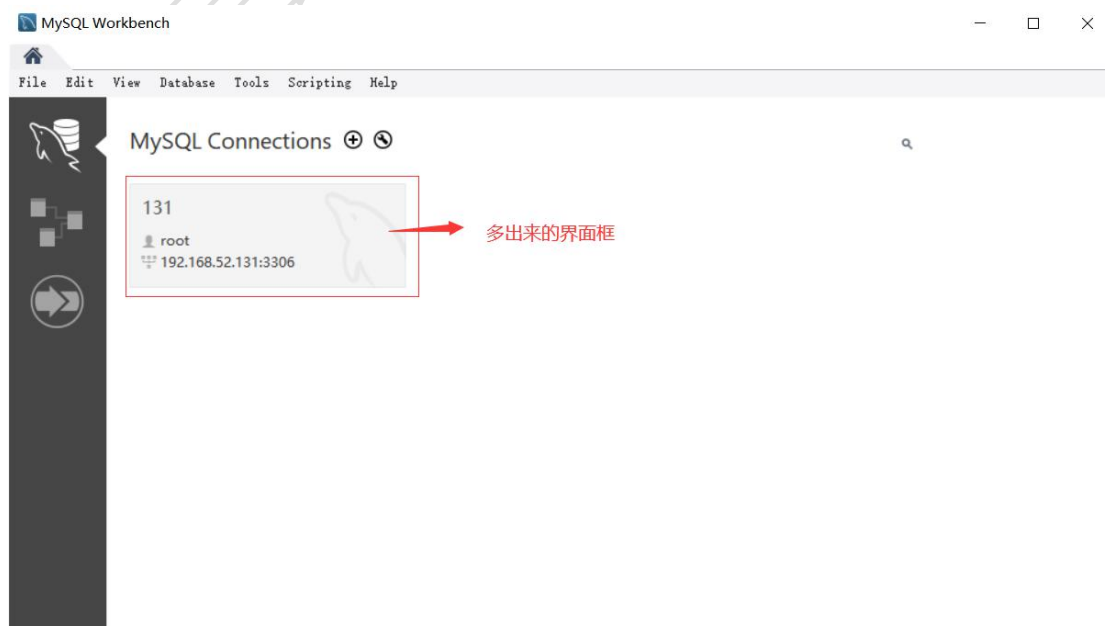 MySQL Workbench
File Edit View Database Tools Scripting Help
MySQL Connections
131
root
192.168.52.131:3306
多出来的界面框